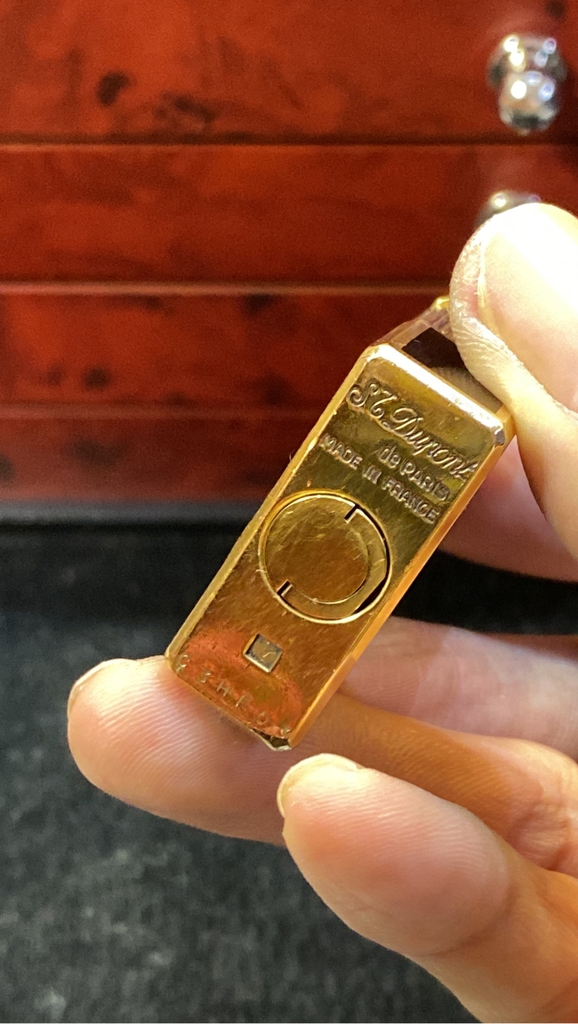 S.T. Dupont
de PARIS
MADE IN FRANCE